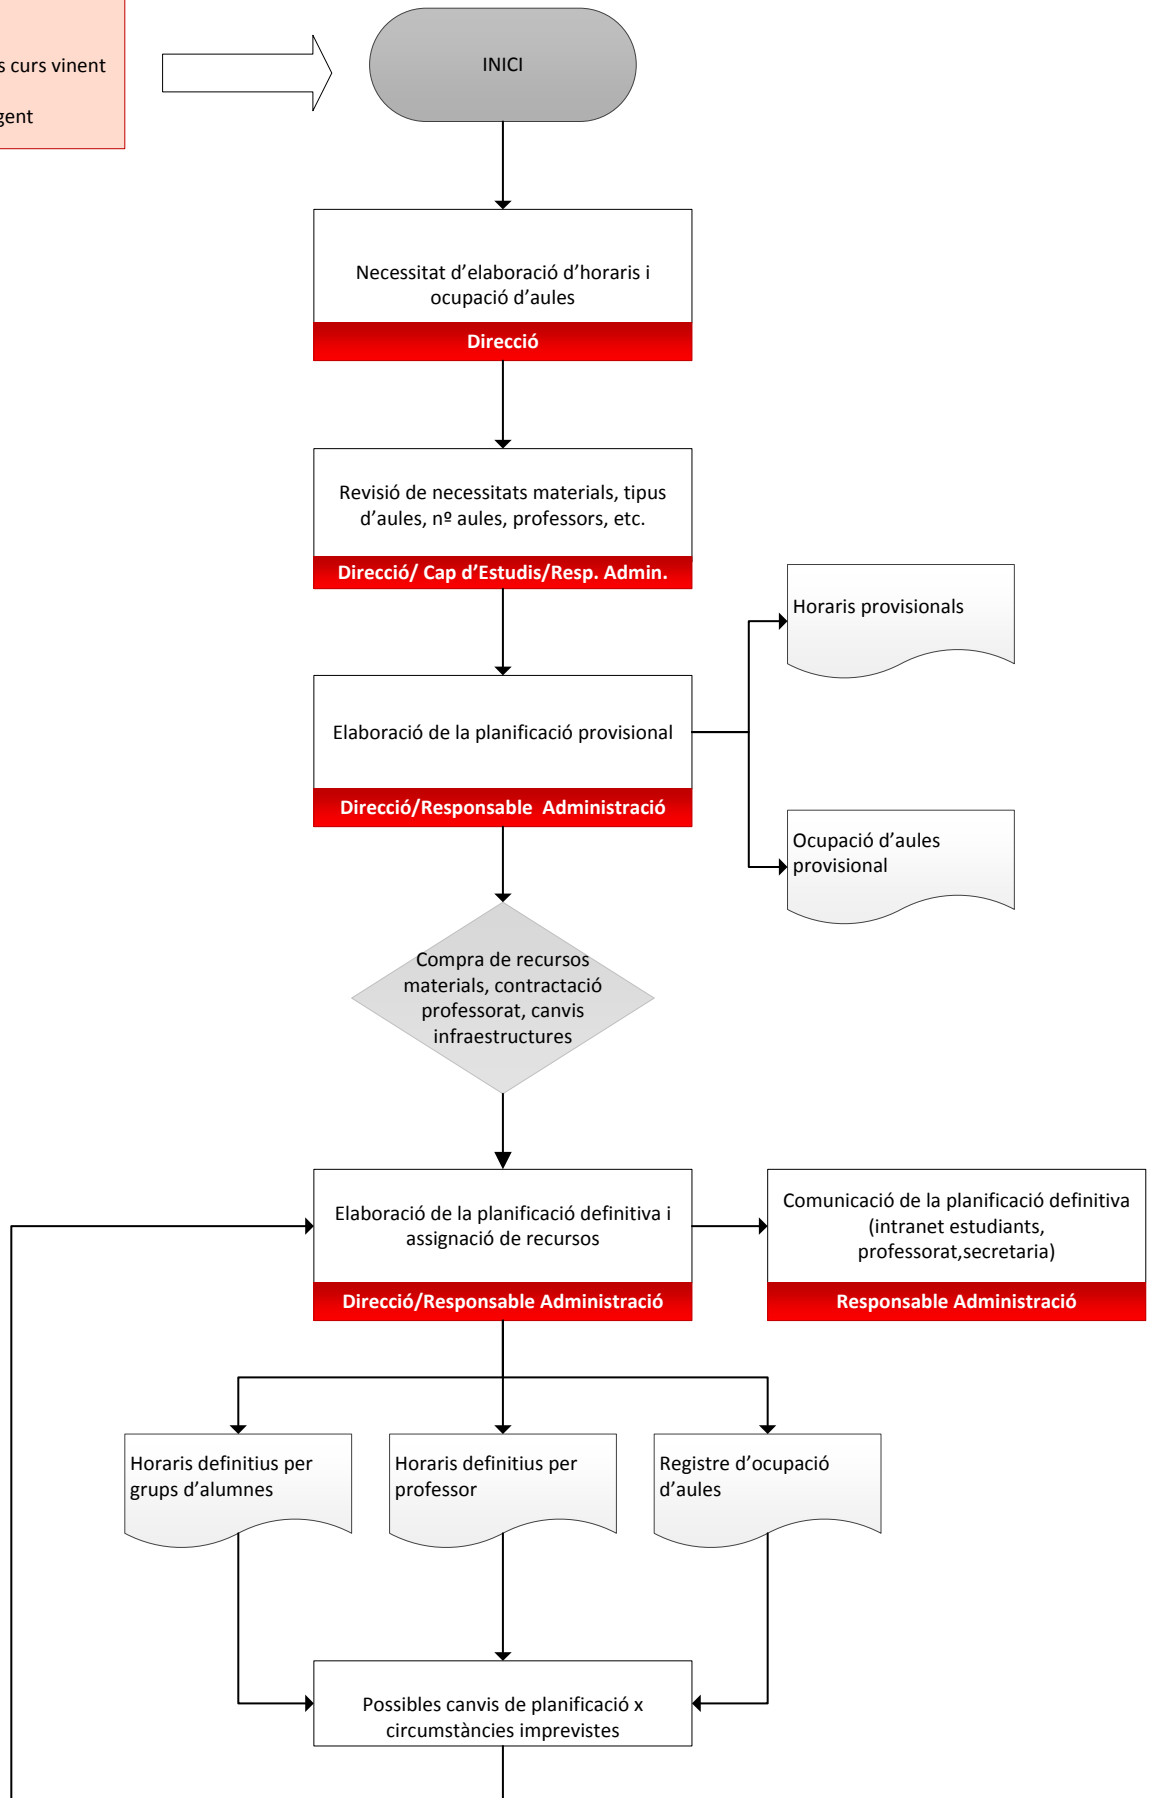 s curs vinent
gent
INICI
Necessitat d’elaboració d’horaris i
ocupació d’aules
Direcció
Revisió de necessitats materials, tipus
d’aules, nº aules, professors, etc.
Direcció/ Cap d’Estudis/Resp. Admin.
Horaris provisionals
Elaboració de la planificació provisional
Direcció/Responsable  Administració
Ocupació d’aules
provisional
Compra de recursos
materials, contractació
professorat, canvis
infraestructures
Elaboració de la planificació definitiva i
assignació de recursos
Direcció/Responsable Administració
Comunicació de la planificació definitiva
(intranet estudiants,
professorat,secretaria)
Responsable Administració
Horaris definitius per
grups d’alumnes
Horaris definitius per
professor
Registre d’ocupació
d’aules
Possibles canvis de planificació x
circumstàncies imprevistes